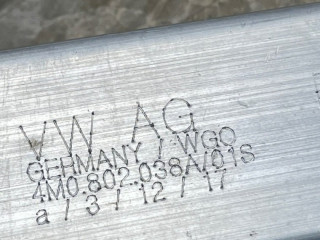 VW AG
GERMANY / WGO
4M0.802.038A/01S
a / 3 / 12 / 17